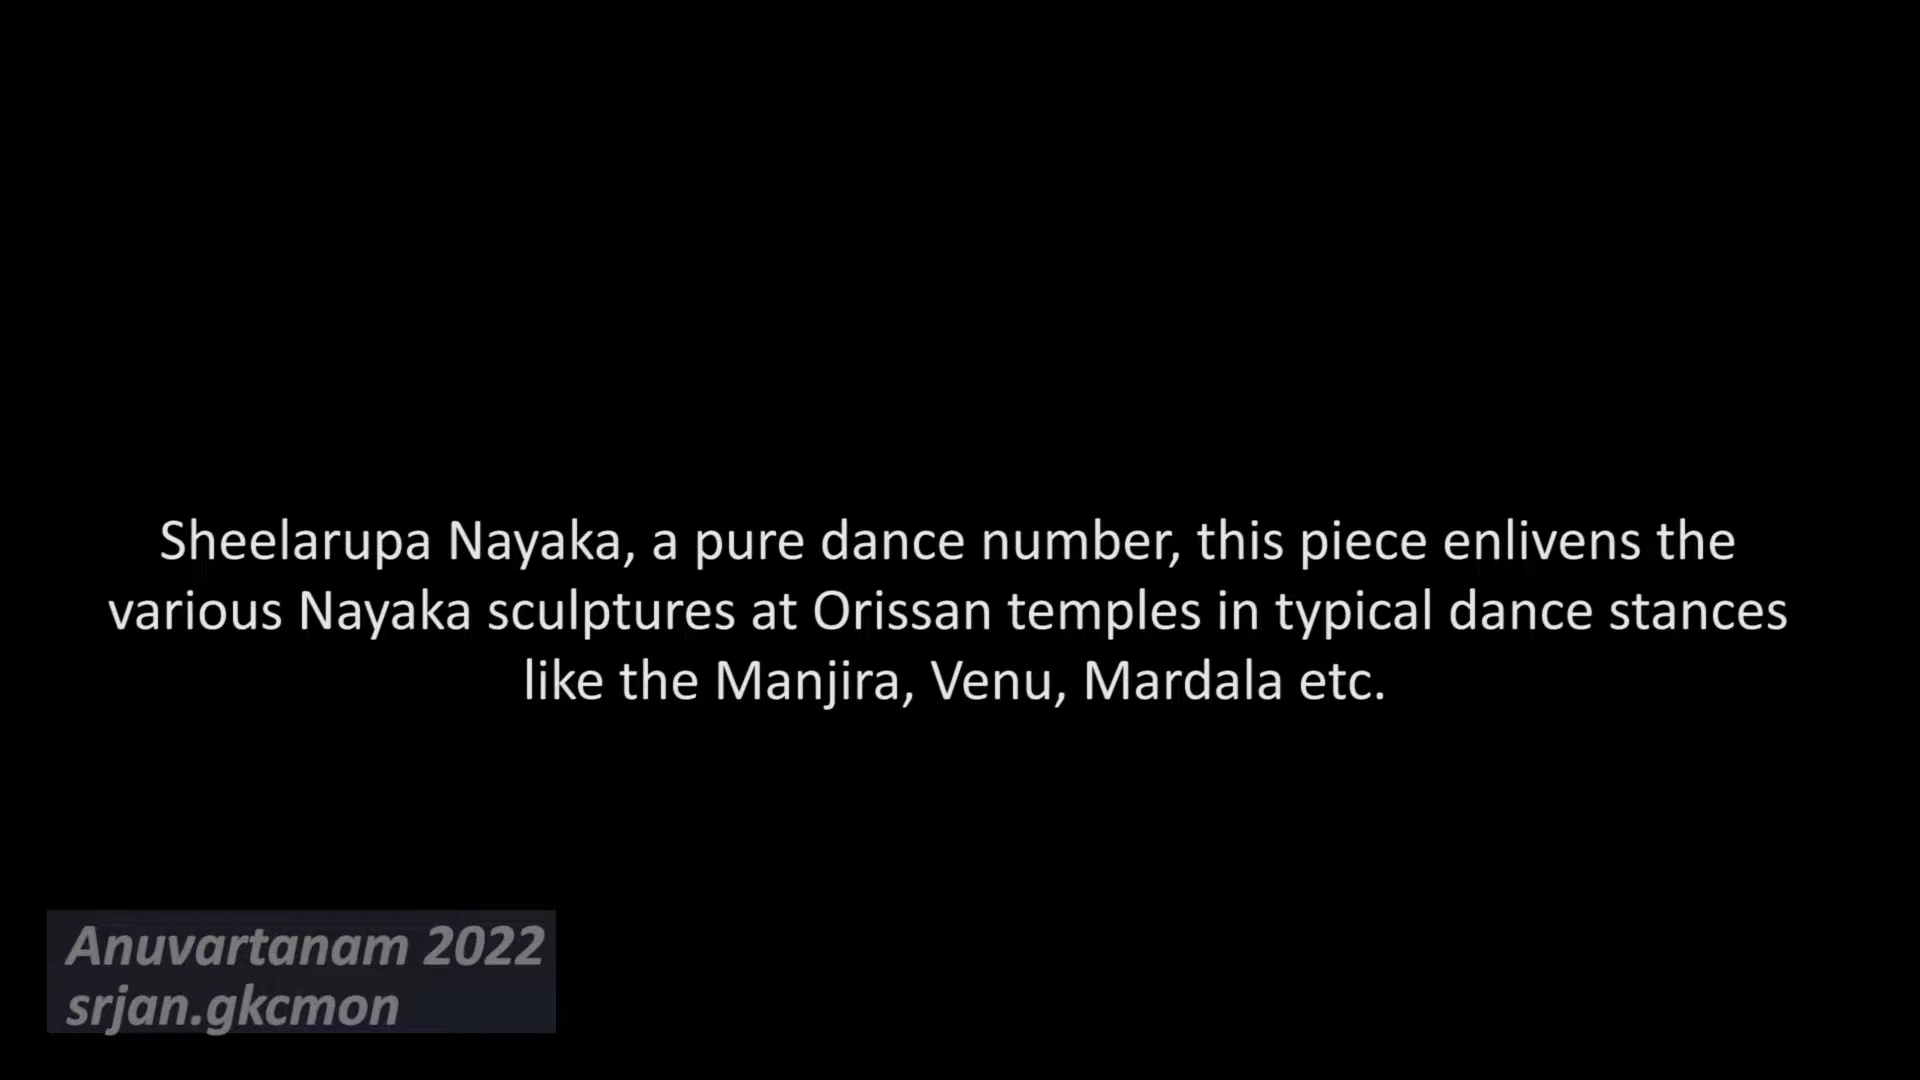 Sheelarupa Nayaka, a pure dance number, this piece enlivens the
various Nayaka sculptures at Orissan temples in typical dance stances
like the Manjira, Venu, Mardala etc.
Anuvartanam 2022
srjan.gkcmon